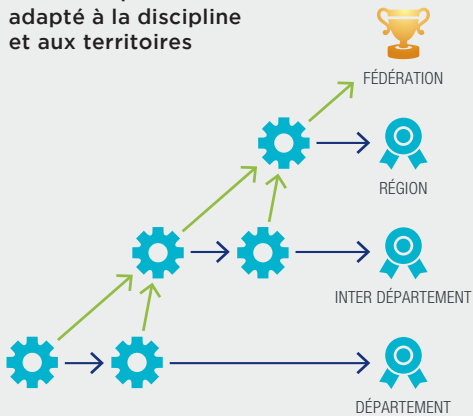 adapté à la discipline
et aux territoires
FÉDÉRATION
RÉGION
INTER DÉPARTEMENT
DÉPARTEMENT